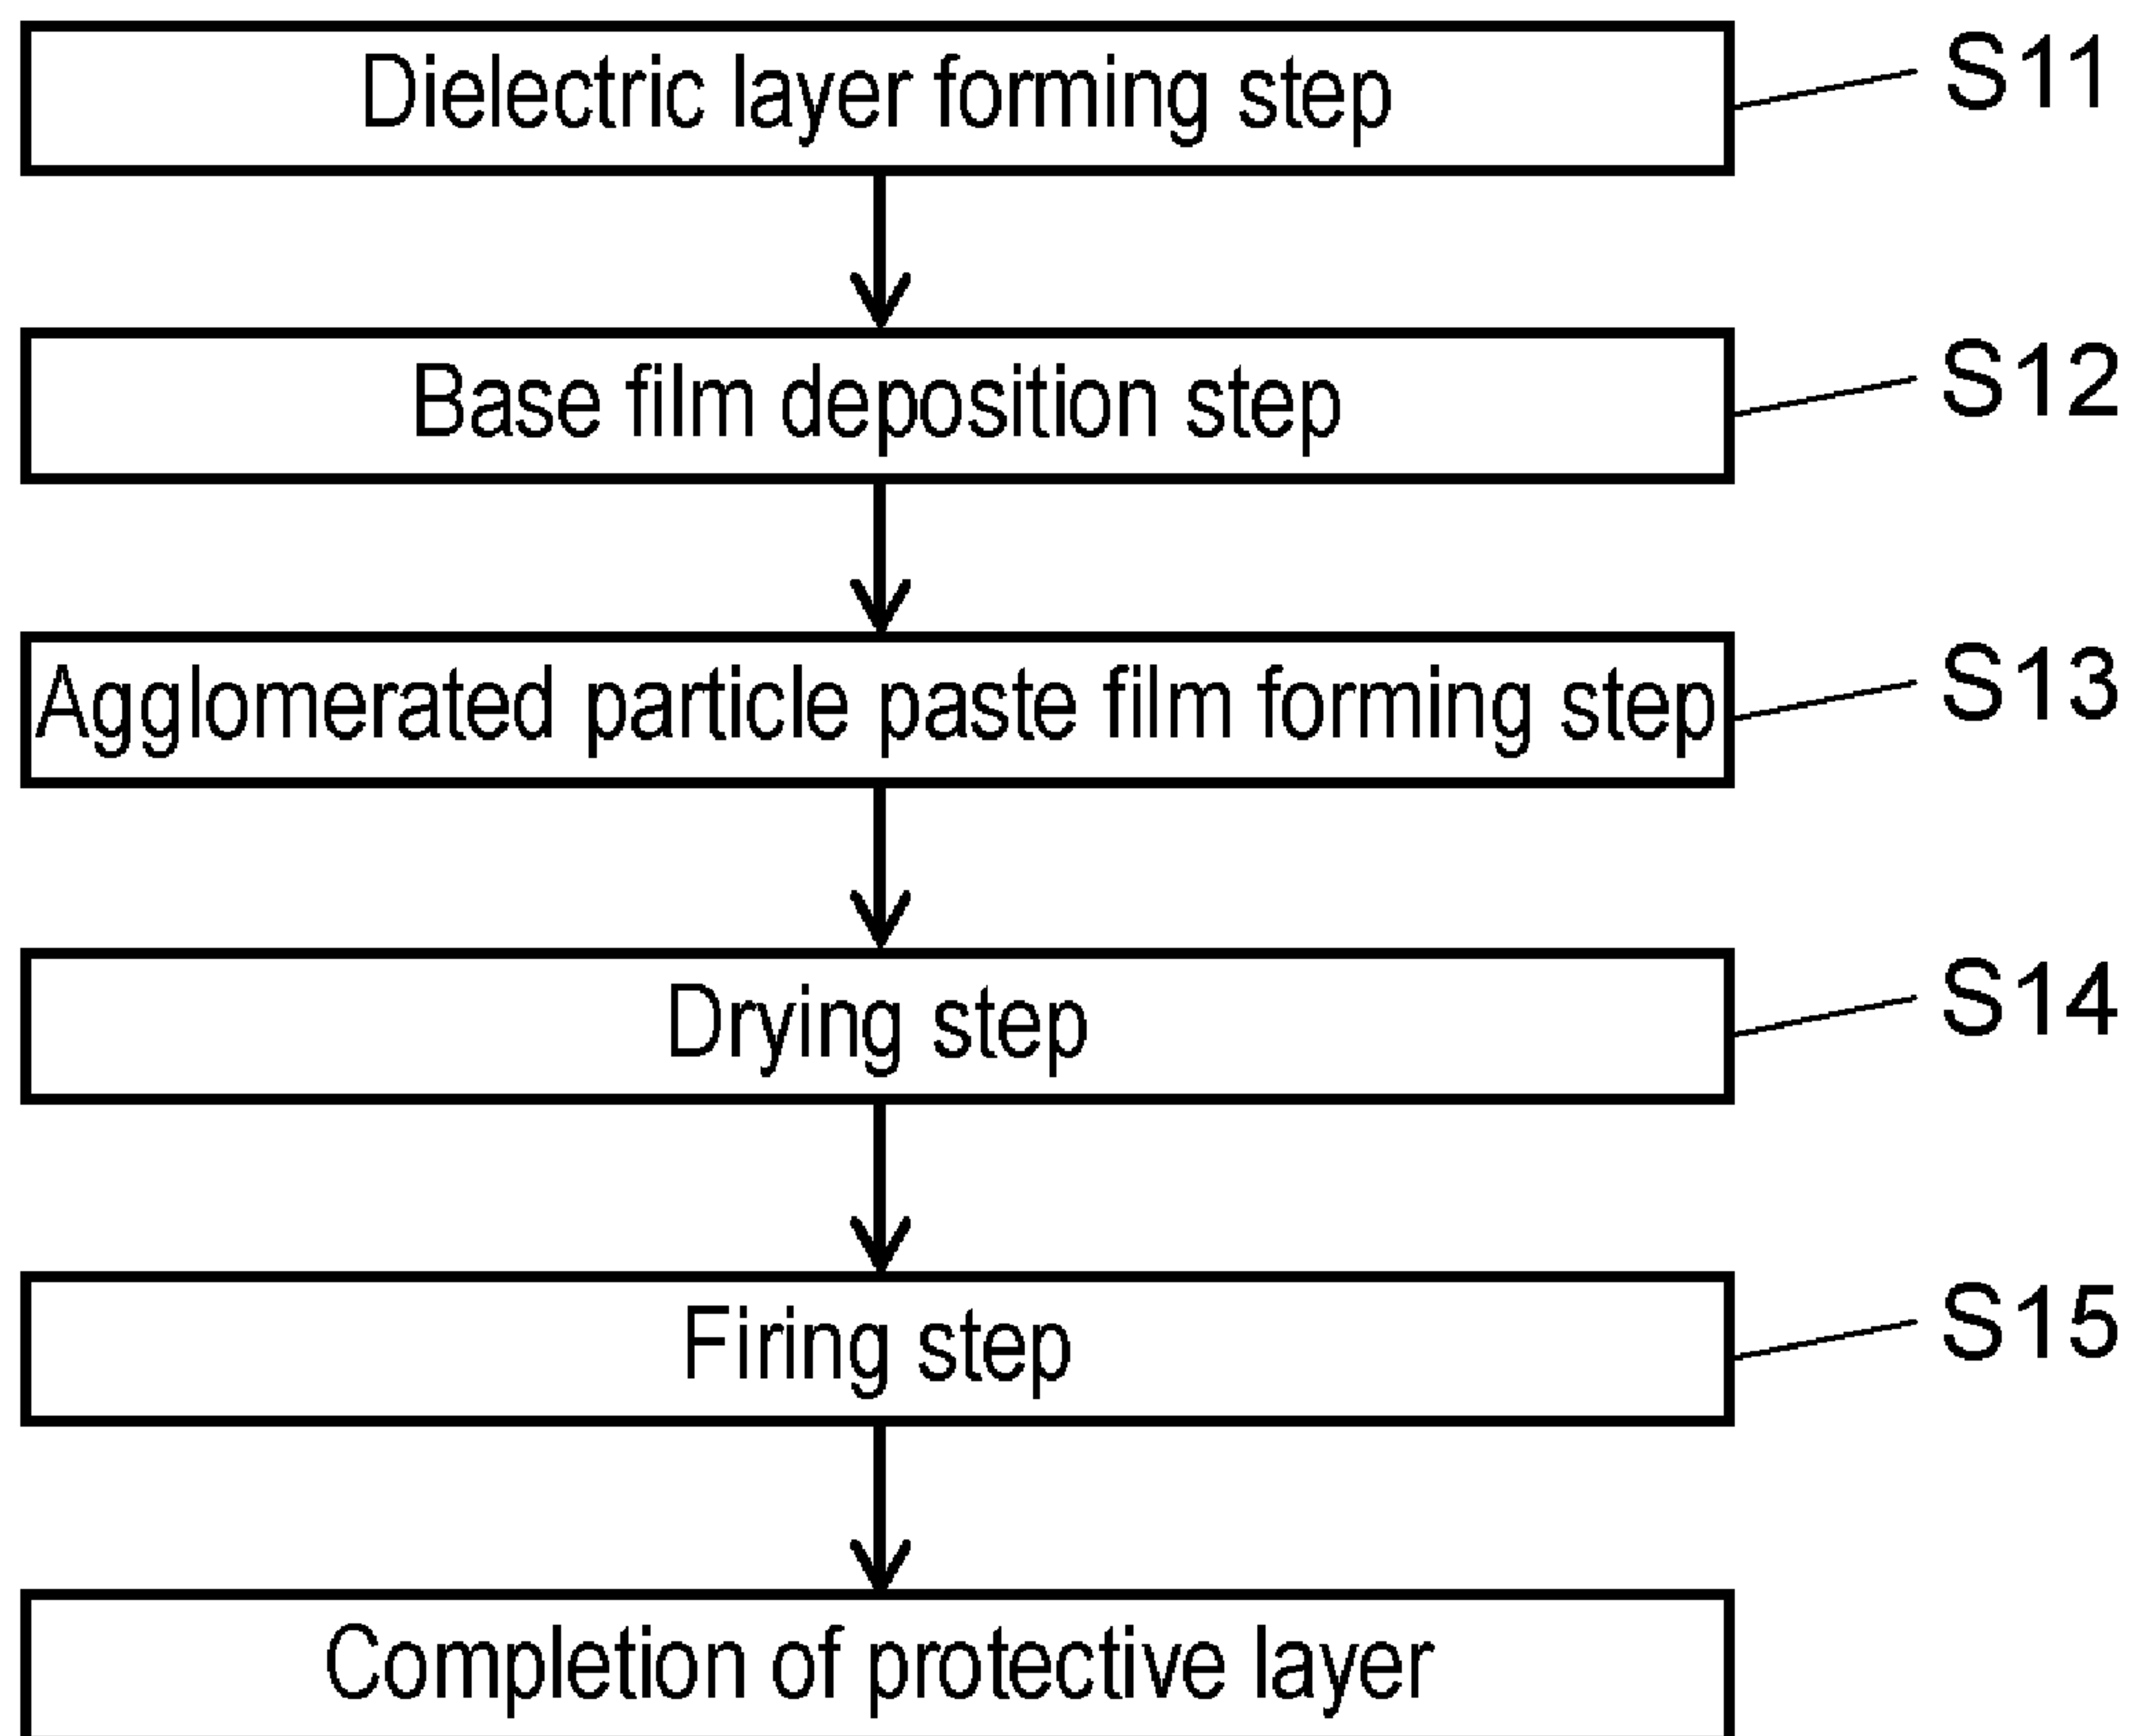 Dielectric layer forming step S11
Base film deposition step S12
Agglomerated particle paste film forming step S13
Drying step S14
Firing step S15
Completion of protective layer